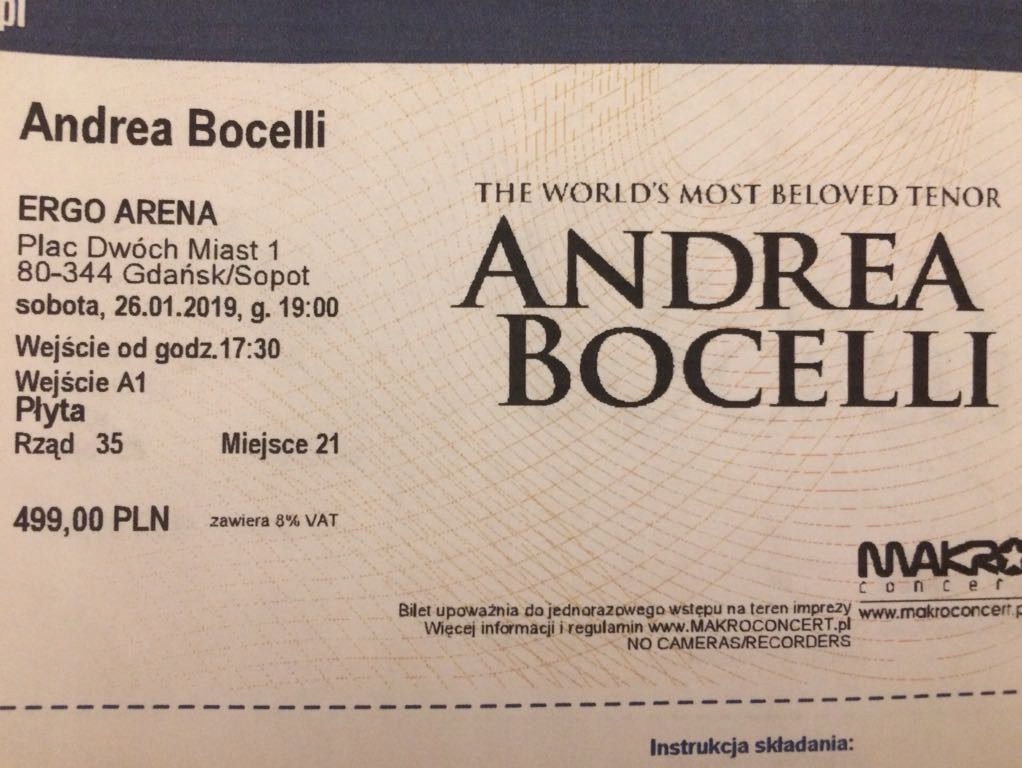 pl
Andrea Bocelli
ERGO ARENA
Plac Dwóch Miast 1
80-344 Gdańsk/Sopot
sobota, 26.01.2019, g. 19:00
Wejście od godz.17:30
Wejście A1
Płyta
Rząd 35 Miejsce 21
499,00 PLN zawiera 8% VAT
THE WORLD'S MOST BELOVED TENOR
ANDREA
BOCELLI
MAKRO
concer
www.makroconcert.p
Bilet upoważnia do jednorazowego wstępu na teren imprezy
Więcej informacji i regulamin www.MAKROCONCERT.pl
NO CAMERAS/RECORDERS
Instrukcja składania: